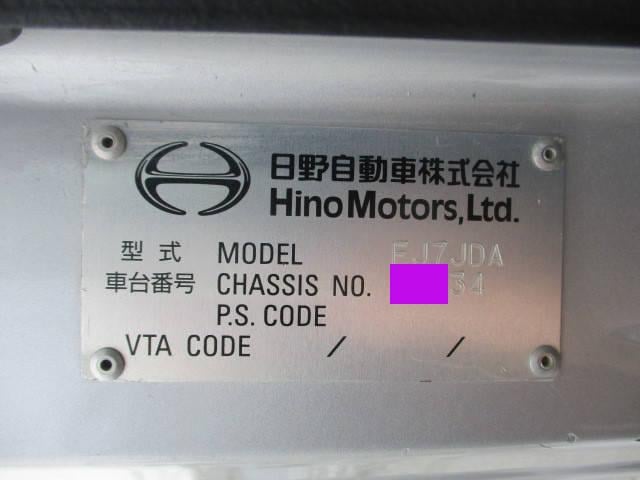 日野自動車株式会社
Hino Motors, Ltd.
型式 MODEL FJ7JDA
車台番号 CHASSIS NO. 34
P.S. CODE
VTA CODE / /